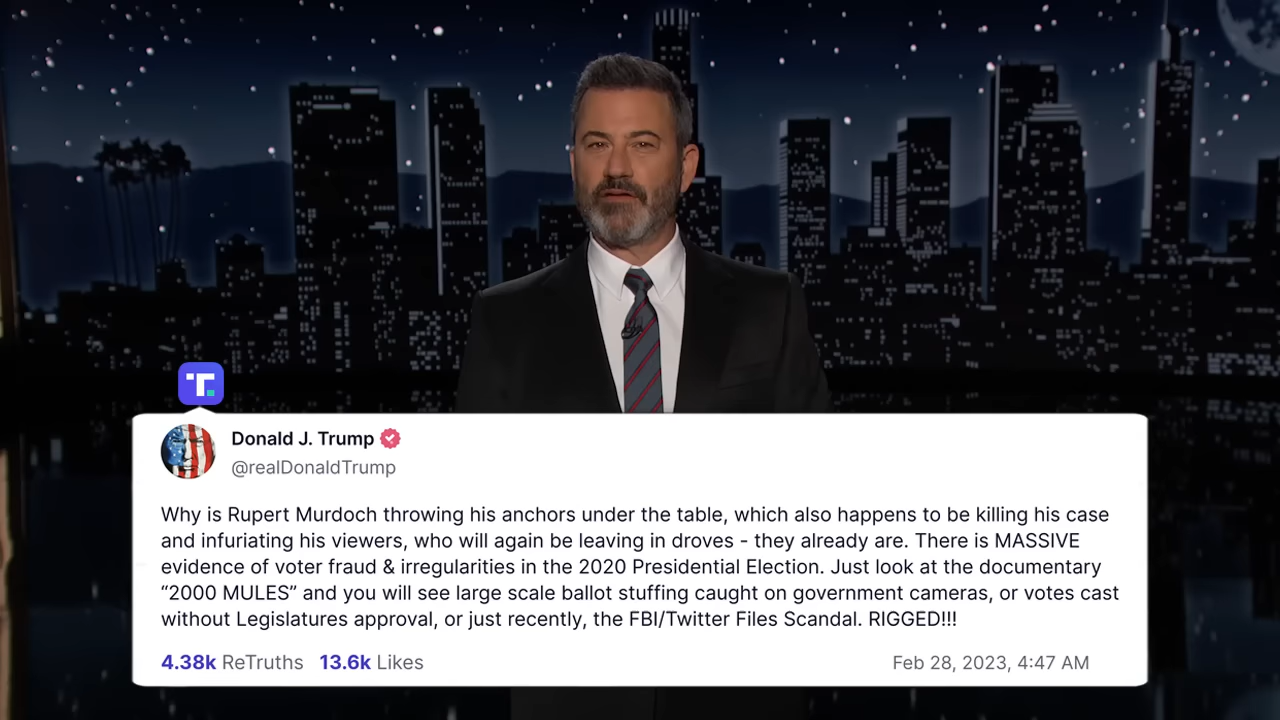 T.
Donald J. Trump
@realDonaldTrump
Why is Rupert Murdoch throwing his anchors under the table, which also happens to be killing his case
and infuriating his viewers, who will again be leaving in droves - they already are. There is MASSIVE
evidence of voter fraud & irregularities in the 2020 Presidential Election. Just look at the documentary
“2000 MULES” and you will see large scale ballot stuffing caught on government cameras, or votes cast
without Legislatures approval, or just recently, the FBI/Twitter Files Scandal. RIGGED!!!
4.38k ReTruths 13.6k Likes Feb 28, 2023, 4:47 AM